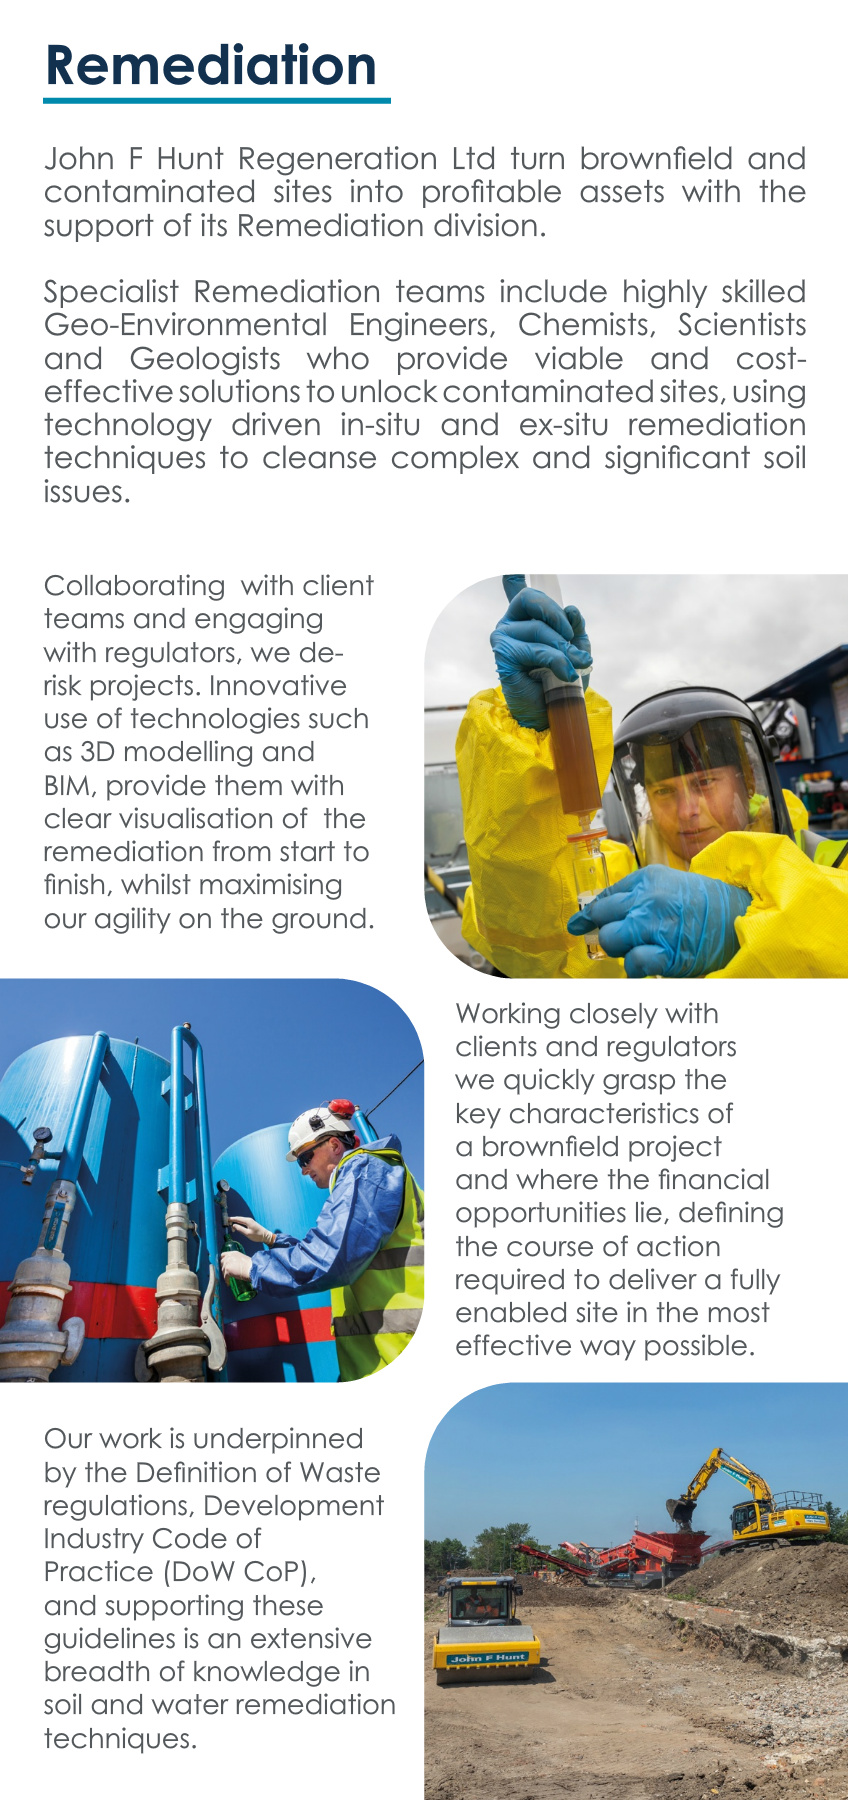 Remediation
John F Hunt Regeneration Ltd turn brownfield and
contaminated sites into profitable assets with the
support of its Remediation division.
Specialist Remediation teams include highly skilled
Geo-Environmental Engineers, Chemists, Scientists
and Geologists who provide viable and cost-
effective solutions to unlock contaminated sites, using
technology driven in-situ and ex-situ remediation
techniques to cleanse complex and significant soil
issues.
Collaborating with client
teams and engaging
with regulators, we de-
risk projects. Innovative
use of technologies such
as 3D modelling and
BIM, provide them with
clear visualisation of the
remediation from start to
finish, whilst maximising
our agility on the ground.
Working closely with
clients and regulators
we quickly grasp the
key characteristics of
a brownfield project
and where the financial
opportunities lie, defining
the course of action
required to deliver a fully
enabled site in the most
effective way possible.
Our work is underpinned
by the Definition of Waste
regulations, Development
Industry Code of
Practice (DoW CoP),
and supporting these
guidelines is an extensive
breadth of knowledge in
soil and water remediation
techniques.
John F Hunt